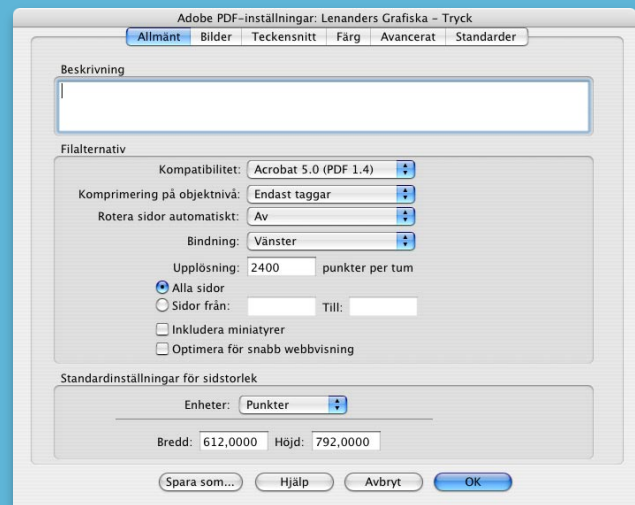 Adobe PDF-inställningar: Lenanders Grafiska – Tryck
Allmänt Bilder Teckensnitt Färg Avancerat Standarder
Beskrivning
Filalternativ
Kompatibilitet: Acrobat 5.0 (PDF 1.4)
Komprimering på objektnivå: Endast taggar
Rotera sidor automatiskt: Av
Bindning: Vänster
Upplösning: 2400 punkter per tum
Alla sidor
Sidor från: Till:
Inkludera miniatyrer
Optimera för snabb webbvisning
Standardinställningar för sidstorlek
Enheter: Punkter
Bredd: 612,0000 Höjd: 792,0000
Spara som... Hjälp Avbryt OK